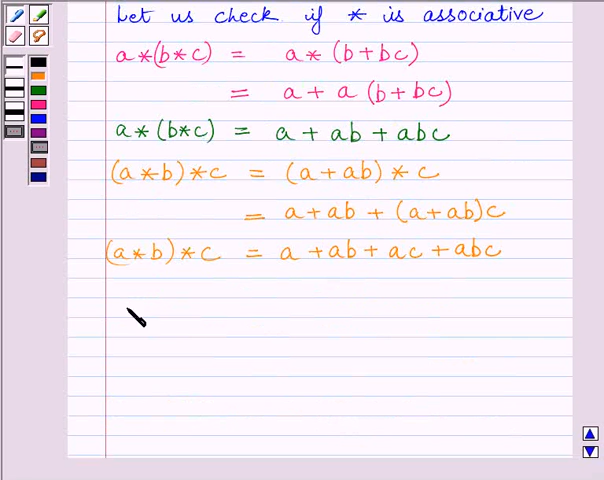 Let us check if * is associative
a*(b*c) = a*(b+bc)
= a+a(b+bc)
a*(b*c) = a+ab+abc
(a*b)*c = (a+ab)*c
= a+ab+(a+ab)c
(a*b)*c = a+ab+ac+abc